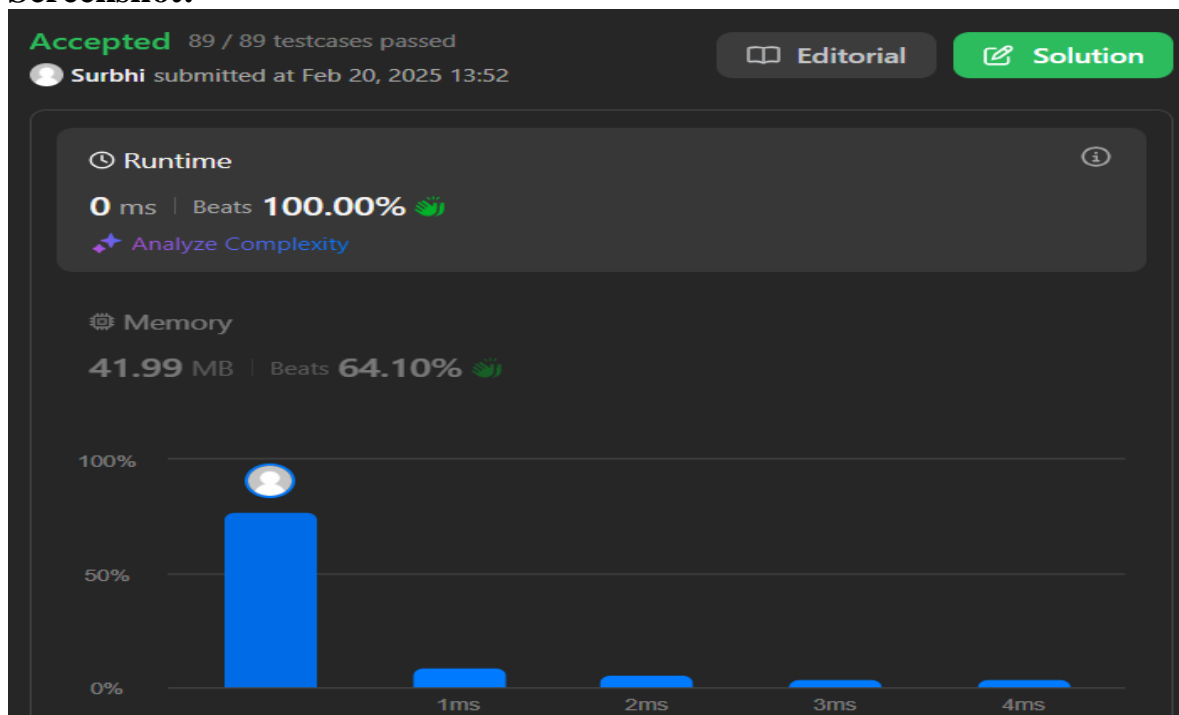 Screenshot:
Accepted 89 / 89 testcases passed
Editorial
Solution
Surbhi submitted at Feb 20, 2025 13:52
Runtime
0 ms | Beats 100.00%
Analyze Complexity
Memory
41.99 MB | Beats 64.10%
100%
50%
0%
1ms 2ms 3ms 4ms